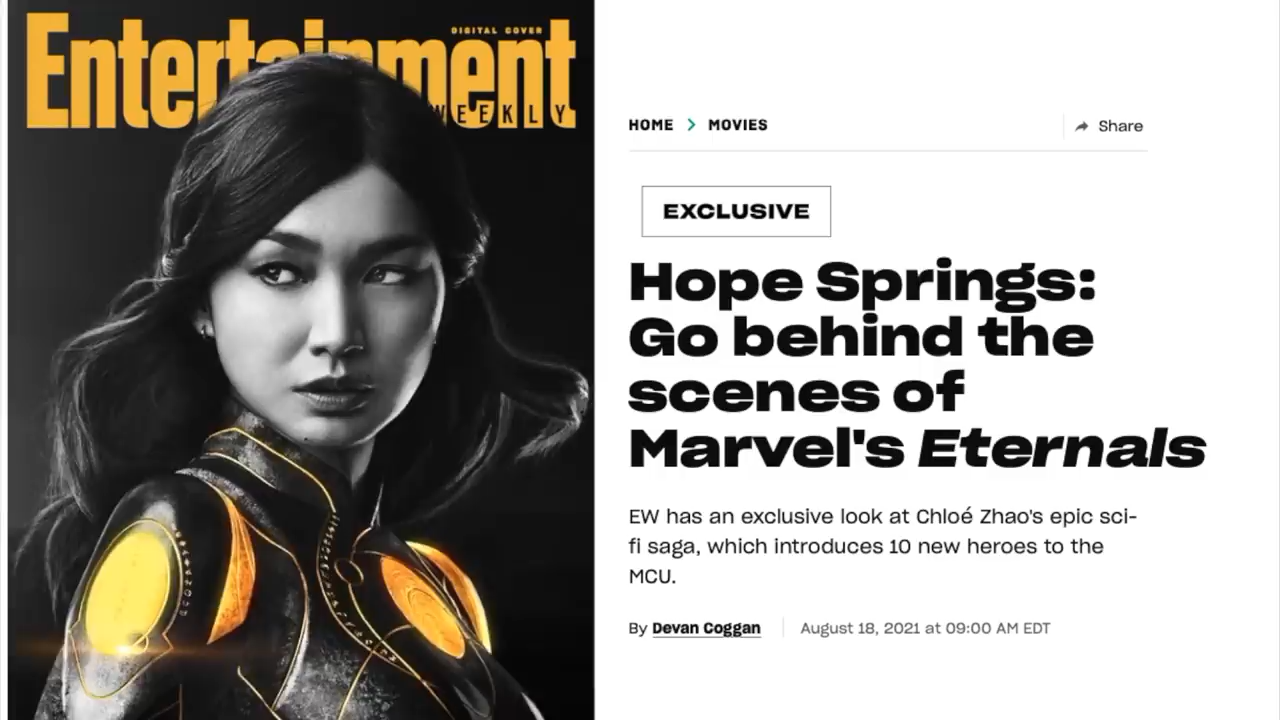 DIGITAL COVER
Entertainment
WEEKLY
HOME > MOVIES
Share
EXCLUSIVE
Hope Springs:
Go behind the
scenes of
Marvel's Eternals
EW has an exclusive look at Chloé Zhao's epic sci-
fi saga, which introduces 10 new heroes to the
MCU.
By Devan Coggan
August 18, 2021 at 09:00 AM EDT